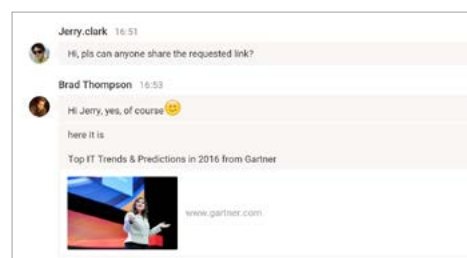 Jerry.clark 16:51
Hi, pls can anyone share the requested link?
Brad Thompson 16:53
Hi Jerry, yes, of course
here it is
Top IT Trends & Predictions in 2016 from Gartner
www.gartner.com